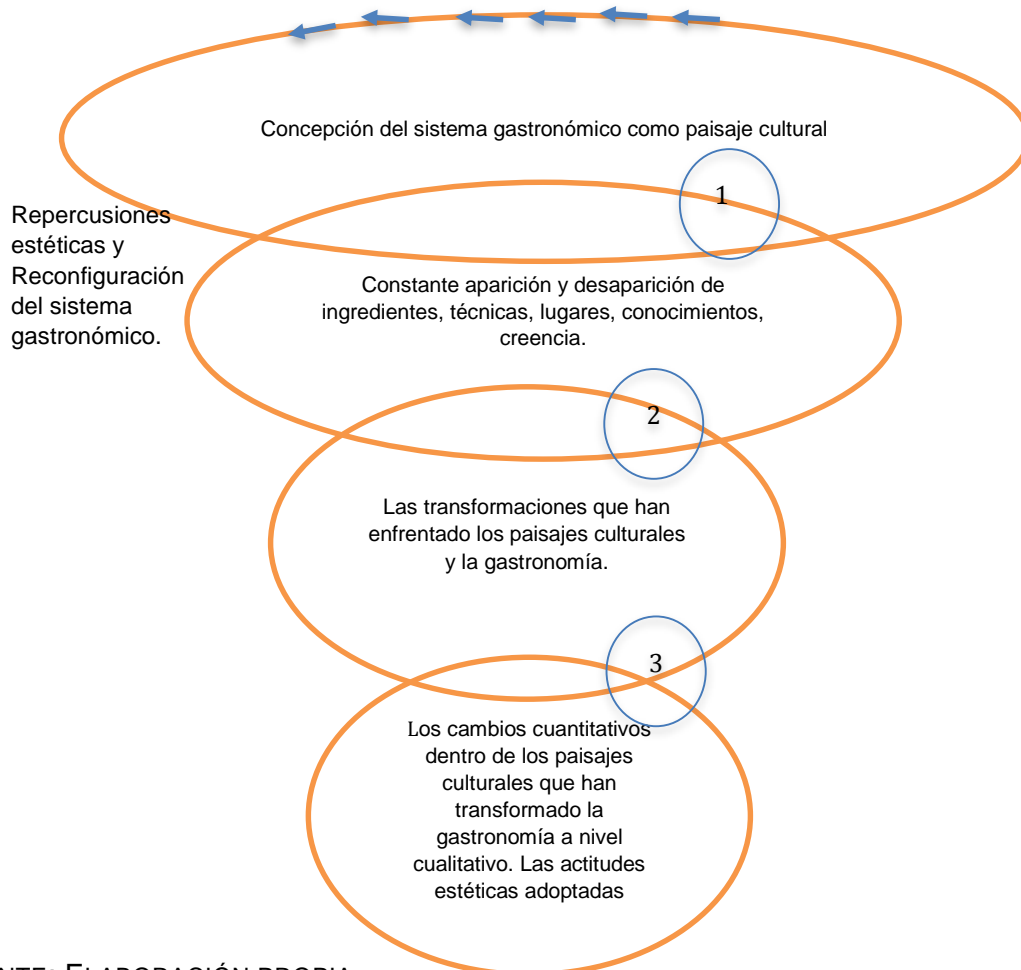 Concepción del sistema gastronómico como paisaje cultural
1
Repercusiones
estéticas y
Reconfiguración
del sistema
gastronómico.
Constante aparición y desaparición de
ingredientes, técnicas, lugares, conocimientos,
creencia.
2
Las transformaciones que han
enfrentado los paisajes culturales
y la gastronomía.
3
Los cambios cuantitativos
dentro de los paisajes
culturales que han
transformado la
gastronomía a nivel
cualitativo. Las actitudes
estéticas adoptadas
ELABORACIÓN PROPIA